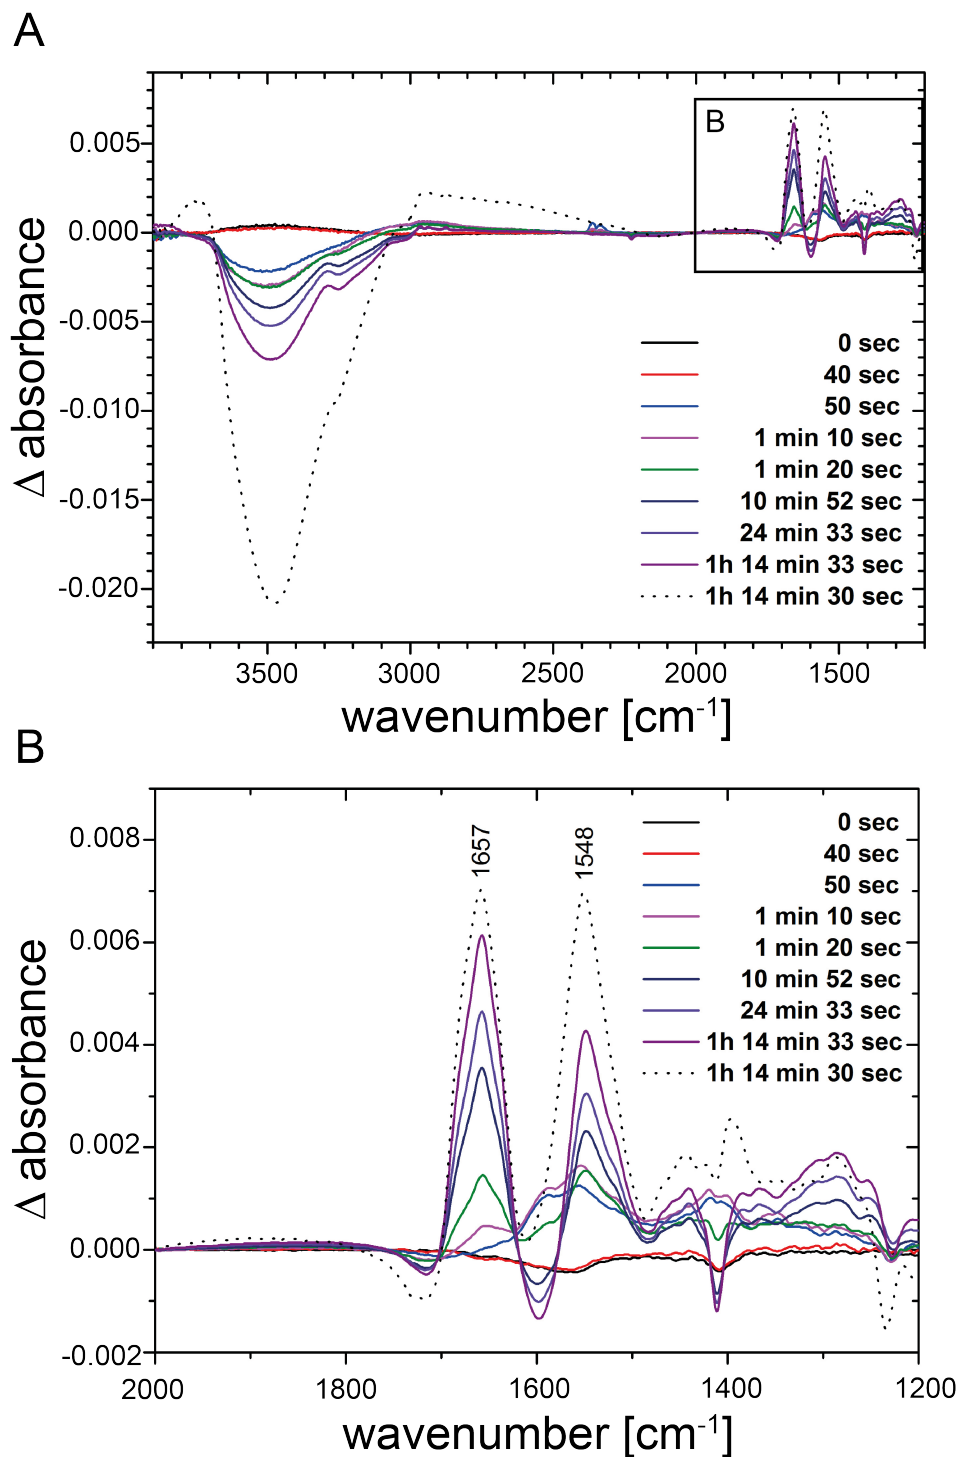 A
B
0.005
0.000
-0.005
-0.010
-0.015
-0.020
Δ absorbance
0 sec
40 sec
50 sec
1 min 10 sec
1 min 20 sec
10 min 52 sec
24 min 33 sec
1h 14 min 33 sec
1h 14 min 30 sec
3500 3000 2500 2000 1500
wavenumber [cm-1]
B
1657
1548
0.008
0.006
0.004
0.002
0.000
-0.002
Δ absorbance
0 sec
40 sec
50 sec
1 min 10 sec
1 min 20 sec
10 min 52 sec
24 min 33 sec
1h 14 min 33 sec
1h 14 min 30 sec
2000 1800 1600 1400 1200
wavenumber [cm-1]